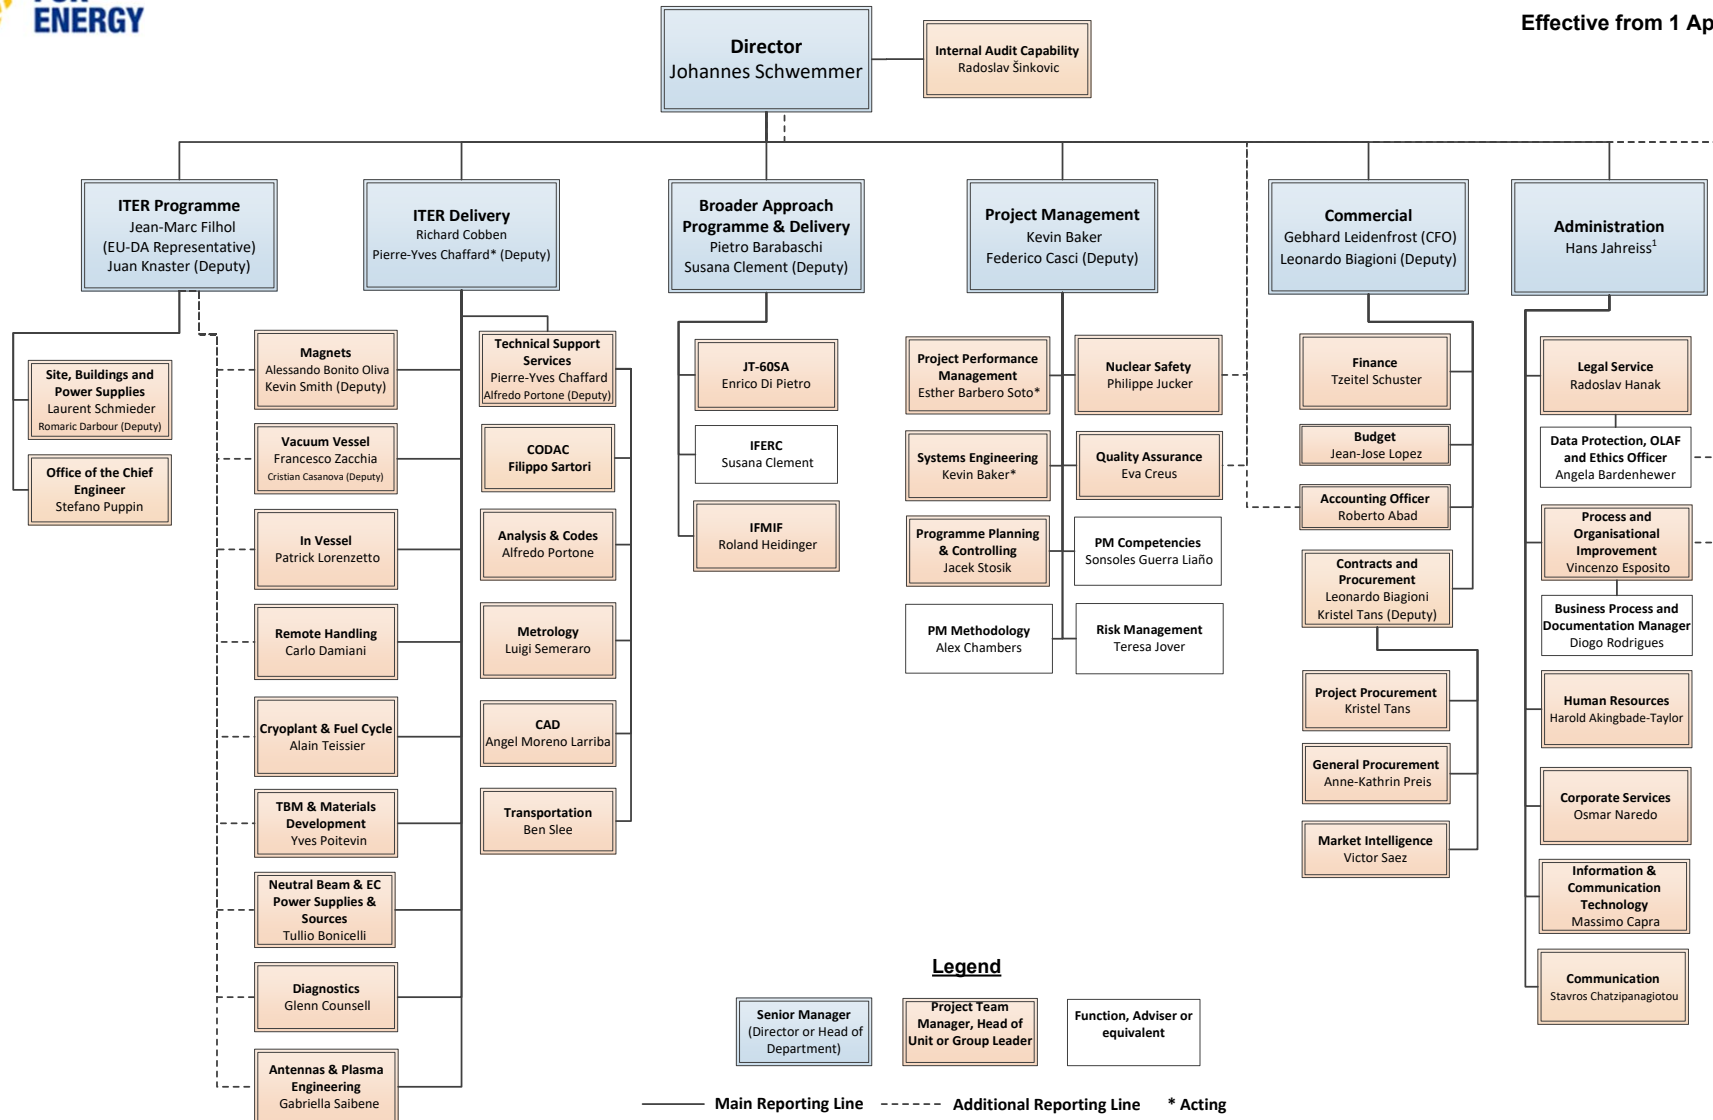 ENERGY
Effective from 1 Ap
Director
Johannes Schwemmer
Internal Audit Capability
Radoslav Šinkovic
ITER Programme
Jean-Marc Filhol
(EU-DA Representative)
Juan Knaster (Deputy)
ITER Delivery
Richard Cobben
Pierre-Yves Chaffard* (Deputy)
Broader Approach
Programme & Delivery
Pietro Barabaschi
Susana Clement (Deputy)
Project Management
Kevin Baker
Federico Casci (Deputy)
Commercial
Gebhard Leidenfrost (CFO)
Leonardo Biagioni (Deputy)
Administration
Hans Jahreiss1
Site, Buildings and
Power Supplies
Laurent Schmieder
Romaric Darbour (Deputy)
Office of the Chief
Engineer
Stefano Puppin
Magnets
Alessando Bonito Oliva
Kevin Smith (Deputy)
Vacuum Vessel
Francesco Zacchia
Cristian Casanova (Deputy)
In Vessel
Patrick Lorenzetto
Remote Handling
Carlo Damiani
Cryoplant & Fuel Cycle
Alain Teissier
TBM & Materials
Development
Yves Poitevin
Neutral Beam & EC
Power Supplies &
Sources
Tullio Bonicelli
Diagnostics
Glenn Counsell
Antennas & Plasma
Engineering
Gabriella Saibene
Technical Support
Services
Pierre-Yves Chaffard
Alfredo Portone (Deputy)
CODAC
Filippo Sartori
Analysis & Codes
Alfredo Portone
Metrology
Luigi Semeraro
CAD
Angel Moreno Larriba
Transportation
Ben Slee
JT-60SA
Enrico Di Pietro
IFERC
Susana Clement
IFMIF
Roland Heidinger
Project Performance
Management
Esther Barbero Soto*
Systems Engineering
Kevin Baker*
Programme Planning
& Controlling
Jacek Stosik
PM Methodology
Alex Chambers
Nuclear Safety
Philippe Jucker
Quality Assurance
Eva Creus
PM Competencies
Sonsoles Guerra Liaño
Risk Management
Teresa Jover
Finance
Tzeitel Schuster
Budget
Jean-Jose Lopez
Accounting Officer
Roberto Abad
Contracts and
Procurement
Leonardo Biagioni
Kristel Tans (Deputy)
Project Procurement
Kristel Tans
General Procurement
Anne-Kathrin Preis
Market Intelligence
Victor Saez
Legal Service
Radoslav Hanak
Data Protection, OLAF
and Ethics Officer
Angela Bardenhewer
Process and
Organisational
Improvement
Vincenzo Esposito
Business Process and
Documentation Manager
Diogo Rodrigues
Human Resources
Harold Akingbade-Taylor
Corporate Services
Osmar Naredo
Information &
Communication
Technology
Massimo Capra
Communication
Stavros Chatzipanagiotou
Legend
Senior Manager
(Director or Head of
Department)
Project Team
Manager, Head of
Unit or Group Leader
Function, Adviser or
equivalent
Main Reporting Line
Additional Reporting Line
* Acting